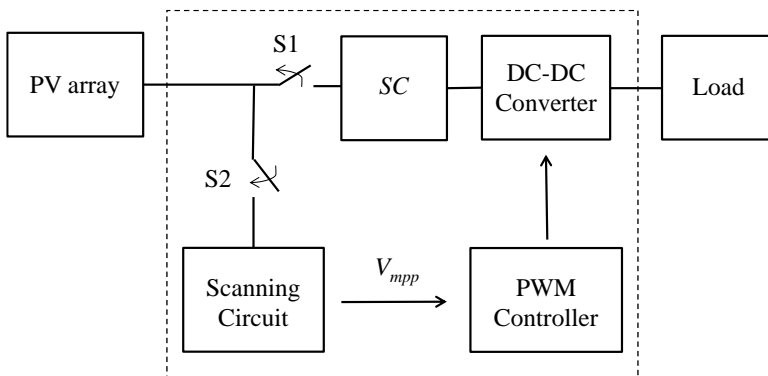 S1
PV array
SC
DC-DC
Converter
Load
S2
Scanning
Circuit
Vmpp
PWM
Controller